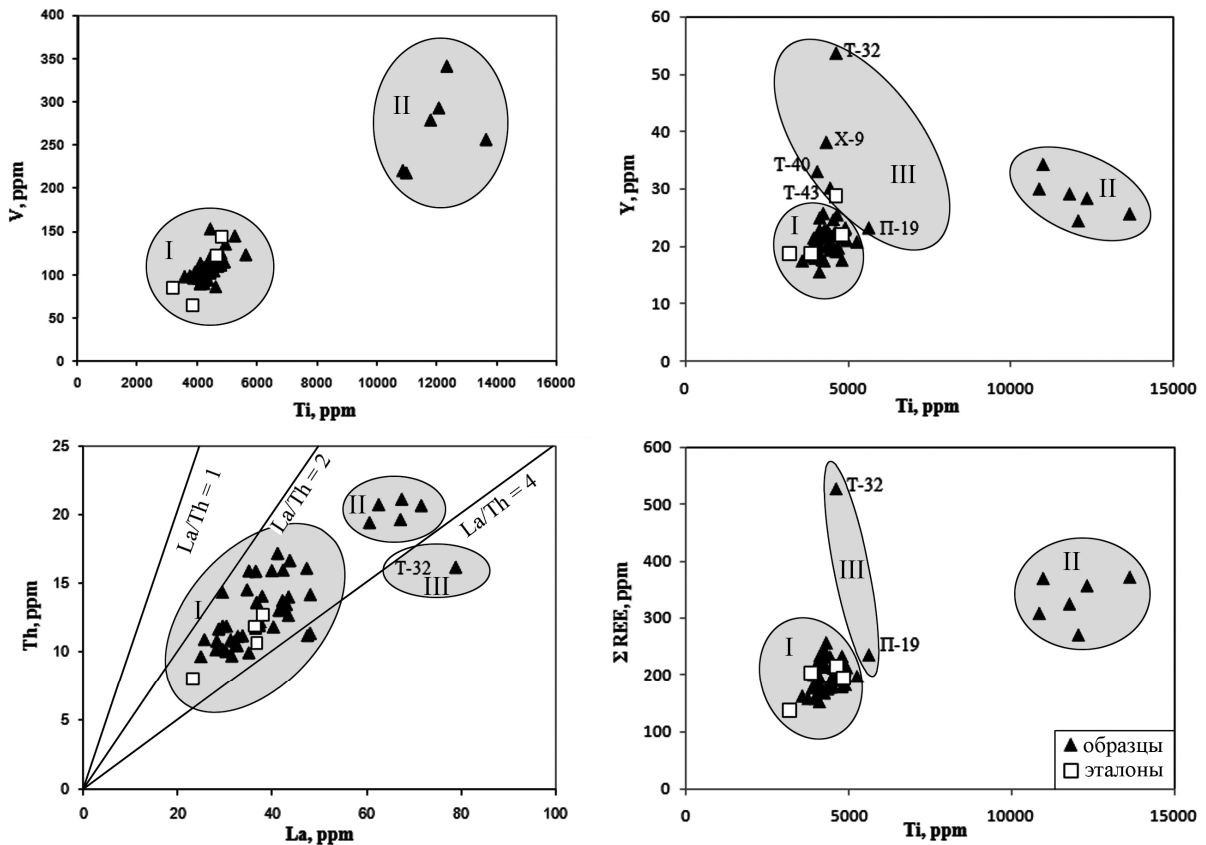 400
350
300
250
200
150
100
50
0
V, ppm
0 2000 4000 6000 8000 10000 12000 14000 16000
Ti, ppm
I
II
60
50
40
30
20
10
0
Y, ppm
0 5000 10000 15000
Ti, ppm
Т-32
Х-9
Т-40
Т-43
П-19
I
II
III
25
20
15
10
5
0
Th, ppm
0 20 40 60 80 100
La, ppm
La/Th = 1
La/Th = 2
La/Th = 4
I
II
Т-32
III
600
500
400
300
200
100
0
Σ REE, ppm
0 5000 10000 15000
Ti, ppm
Т-32
III
П-19
I
II
образцы
эталоны